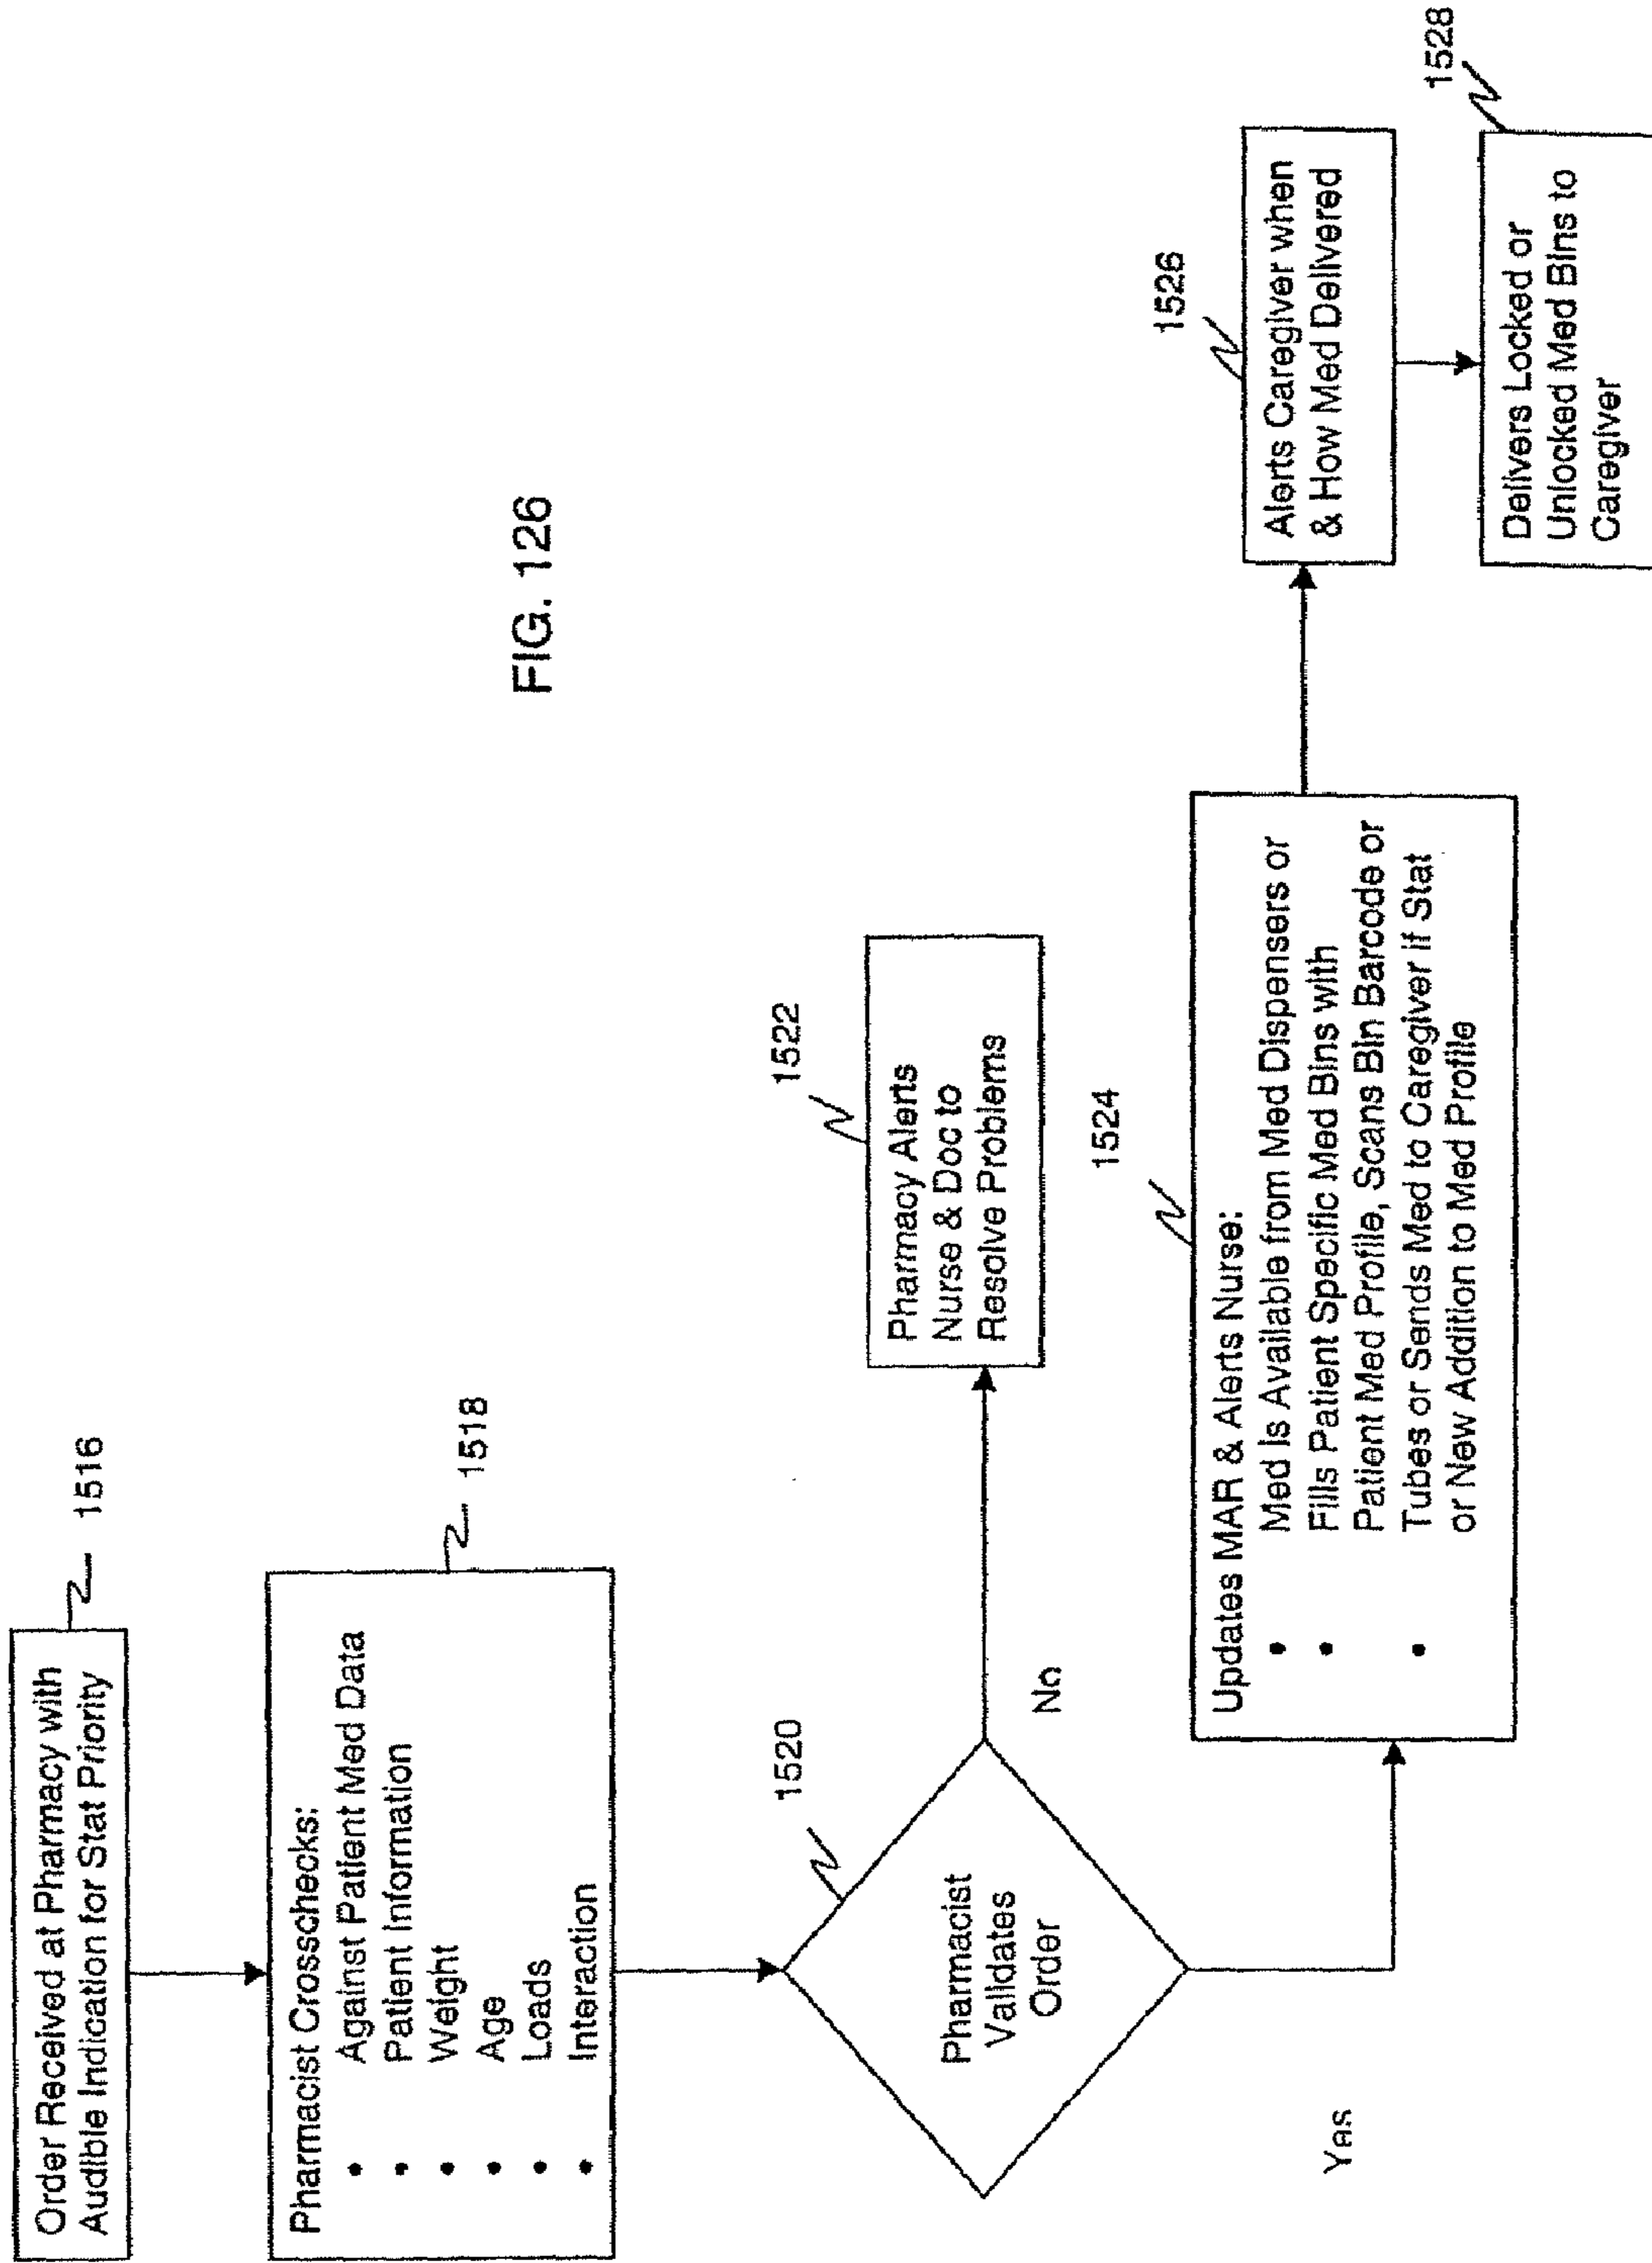 Order Received at Pharmacy with
Audible Indication for Stat Priority
1516
Pharmacist Crosschecks:
• Against Patient Med Data
• Patient Information
• Weight
• Age
• Loads
• Interaction
1518
FIG. 126
1520
Pharmacist
Validates
Order
No
Yes
1522
Pharmacy Alerts
Nurse & Doc to
Resolve Problems
1524
Updates MAR & Alerts Nurse:
• Med Is Available from Med Dispensers or
• Fills Patient Specific Med Bins with
Patient Med Profile, Scans Bin Barcode or
• Tubes or Sends Med to Caregiver if Stat
or New Addition to Med Profile
1526
Alerts Caregiver when
& How Med Delivered
1528
Delivers Locked or
Unlocked Med Bins to
Caregiver